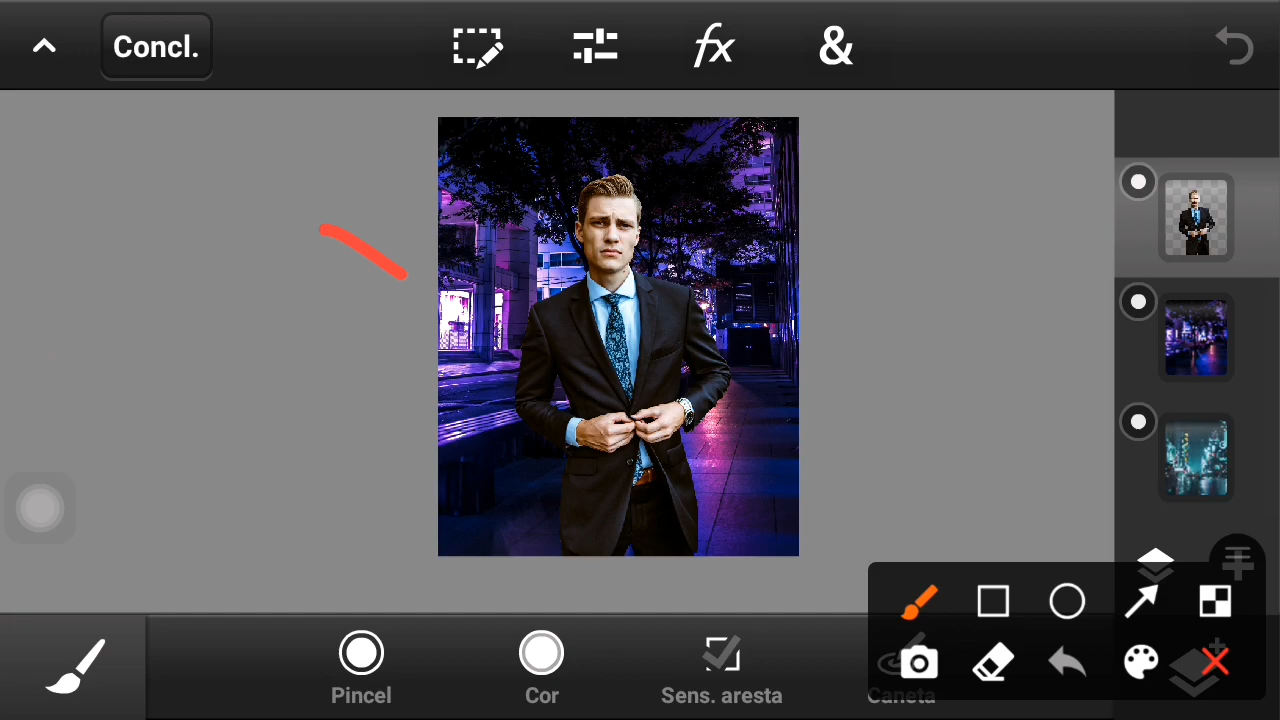 Concl.
fx
&
Pincel
Cor
Sens. aresta
Caneta